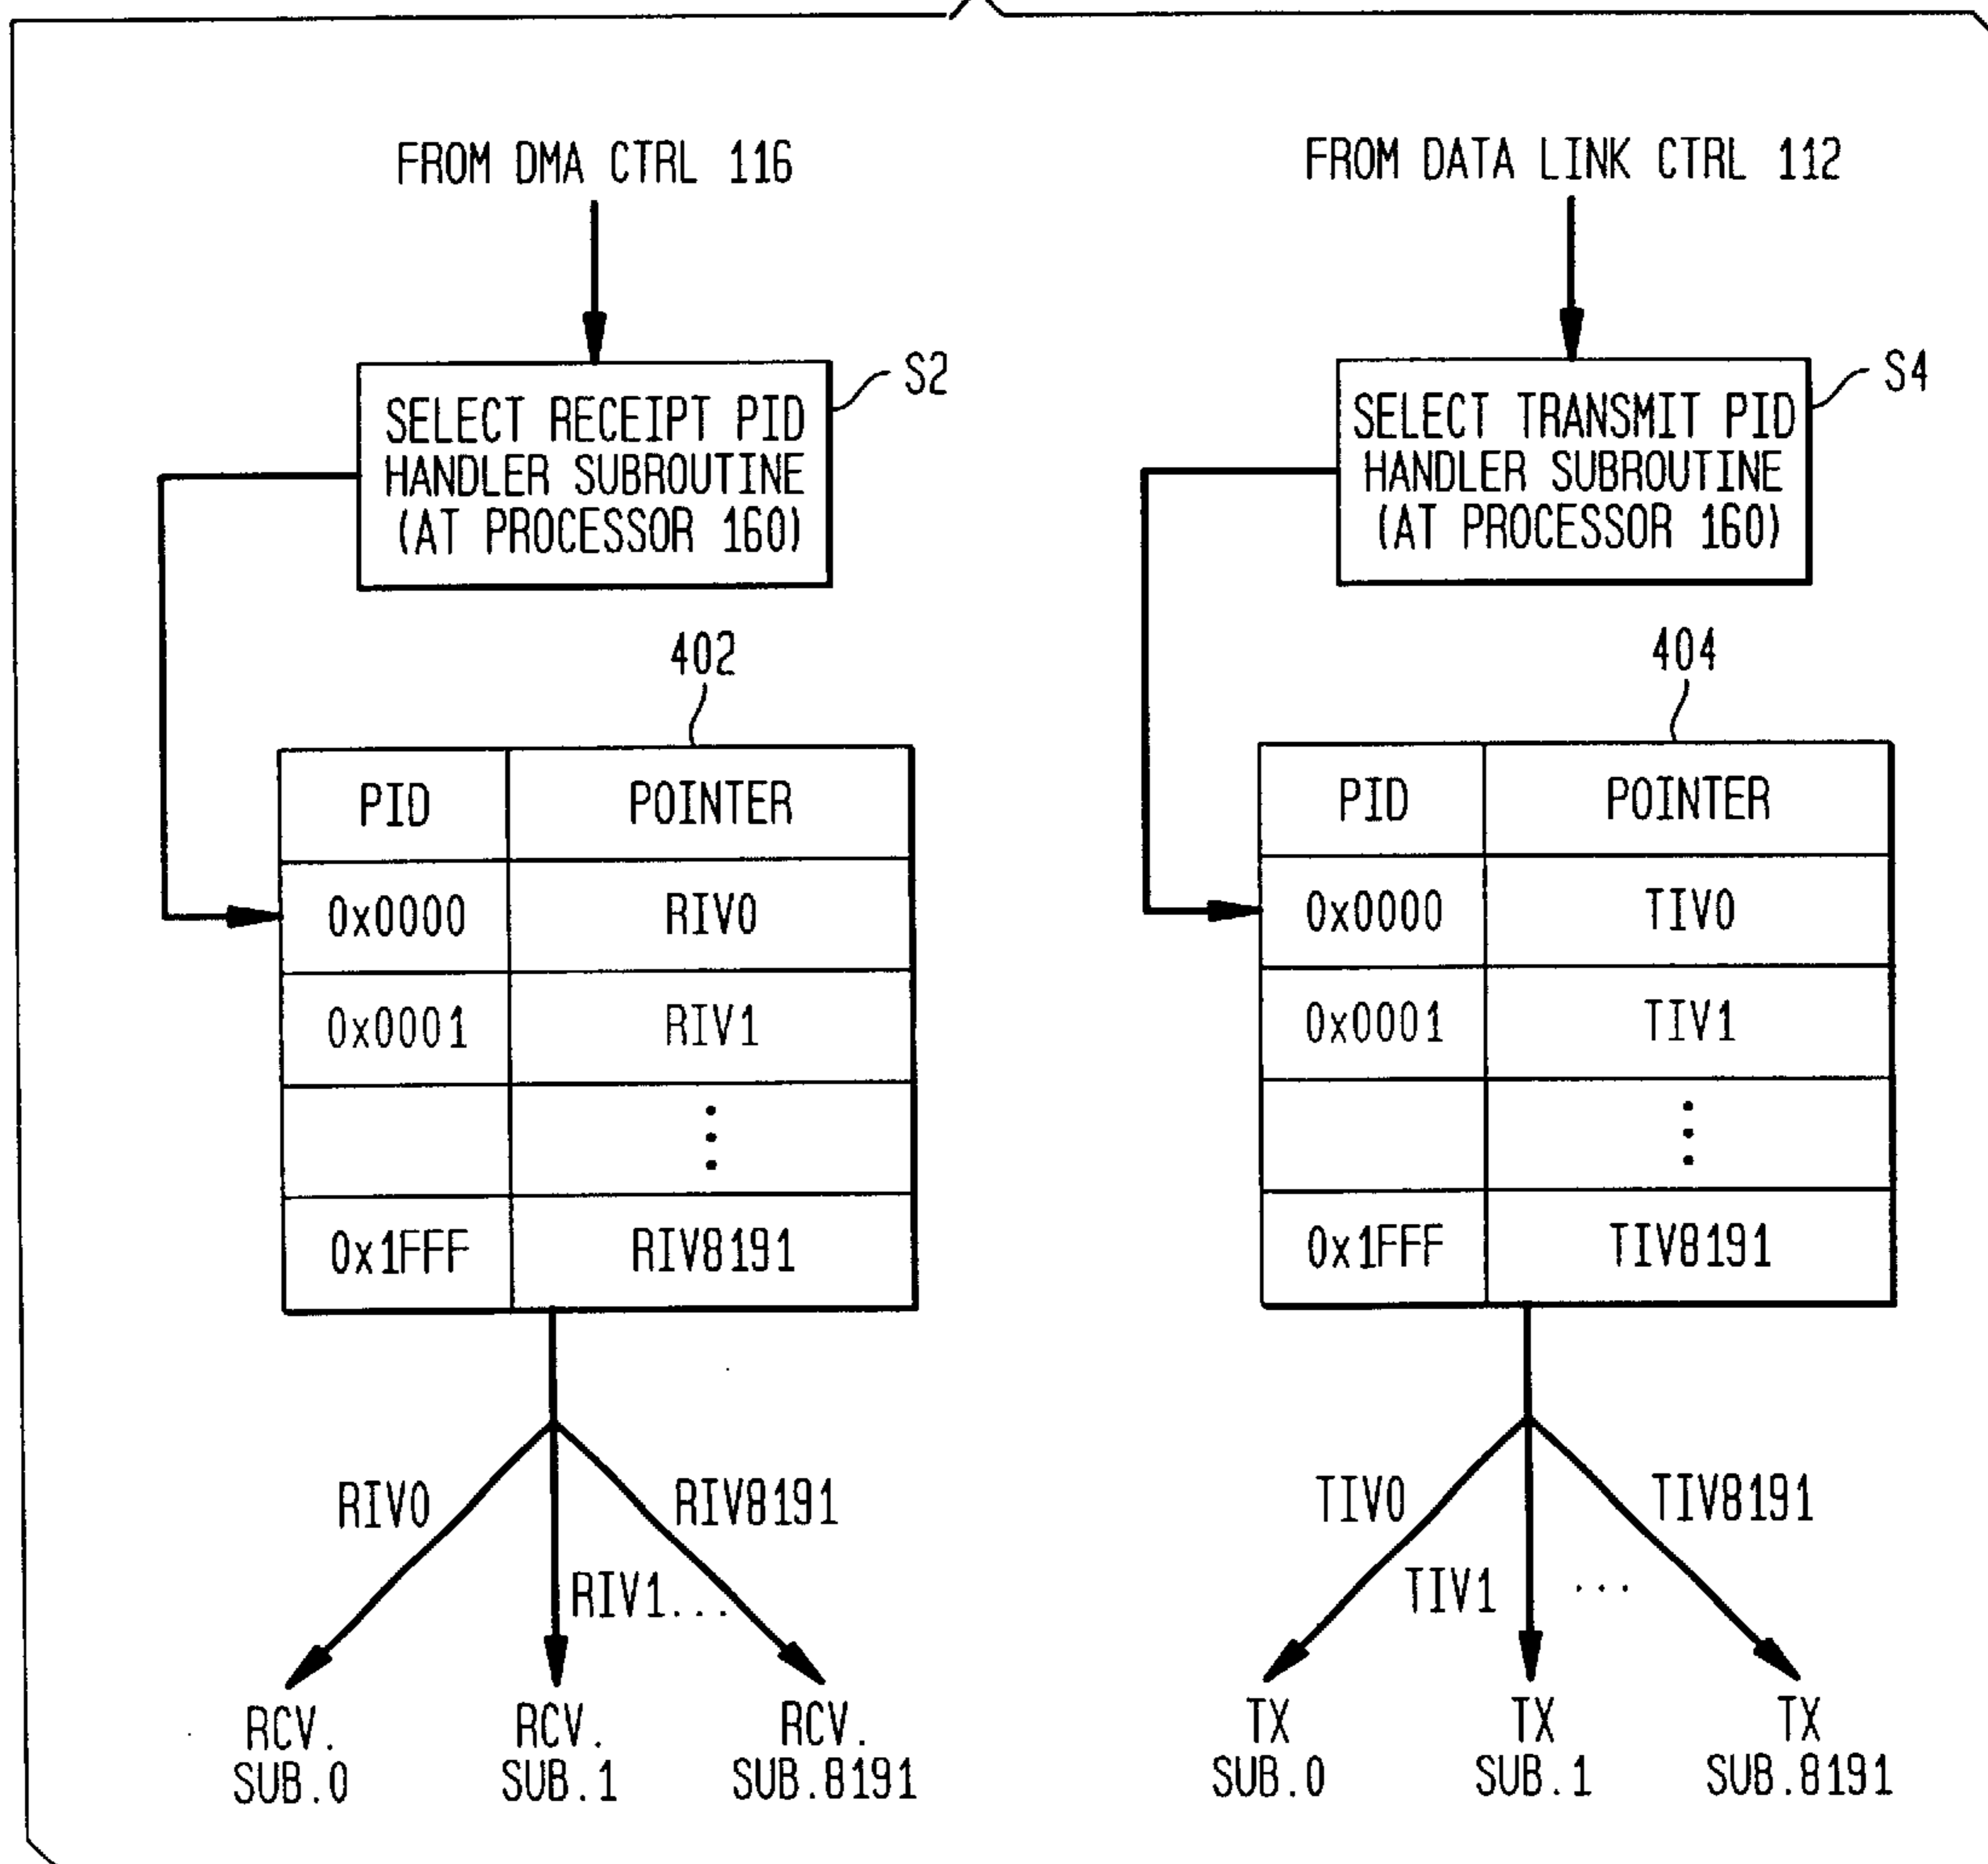 FROM DMA CTRL 116
SELECT RECEIPT PID
HANDLER SUBROUTINE
(AT PROCESSOR 160)
S2
402
PID POINTER
0x0000 RIV0
0x0001 RIV1
⋮
0x1FFF RIV8191
RIV0
RIV1...
RIV8191
RCV.
SUB.0
RCV.
SUB.1
RCV.
SUB.8191
FROM DATA LINK CTRL 112
SELECT TRANSMIT PID
HANDLER SUBROUTINE
(AT PROCESSOR 160)
S4
404
PID POINTER
0x0000 TIV0
0x0001 TIV1
⋮
0x1FFF TIV8191
TIV0
TIV1 ...
TIV8191
TX
SUB.0
TX
SUB.1
TX
SUB.8191